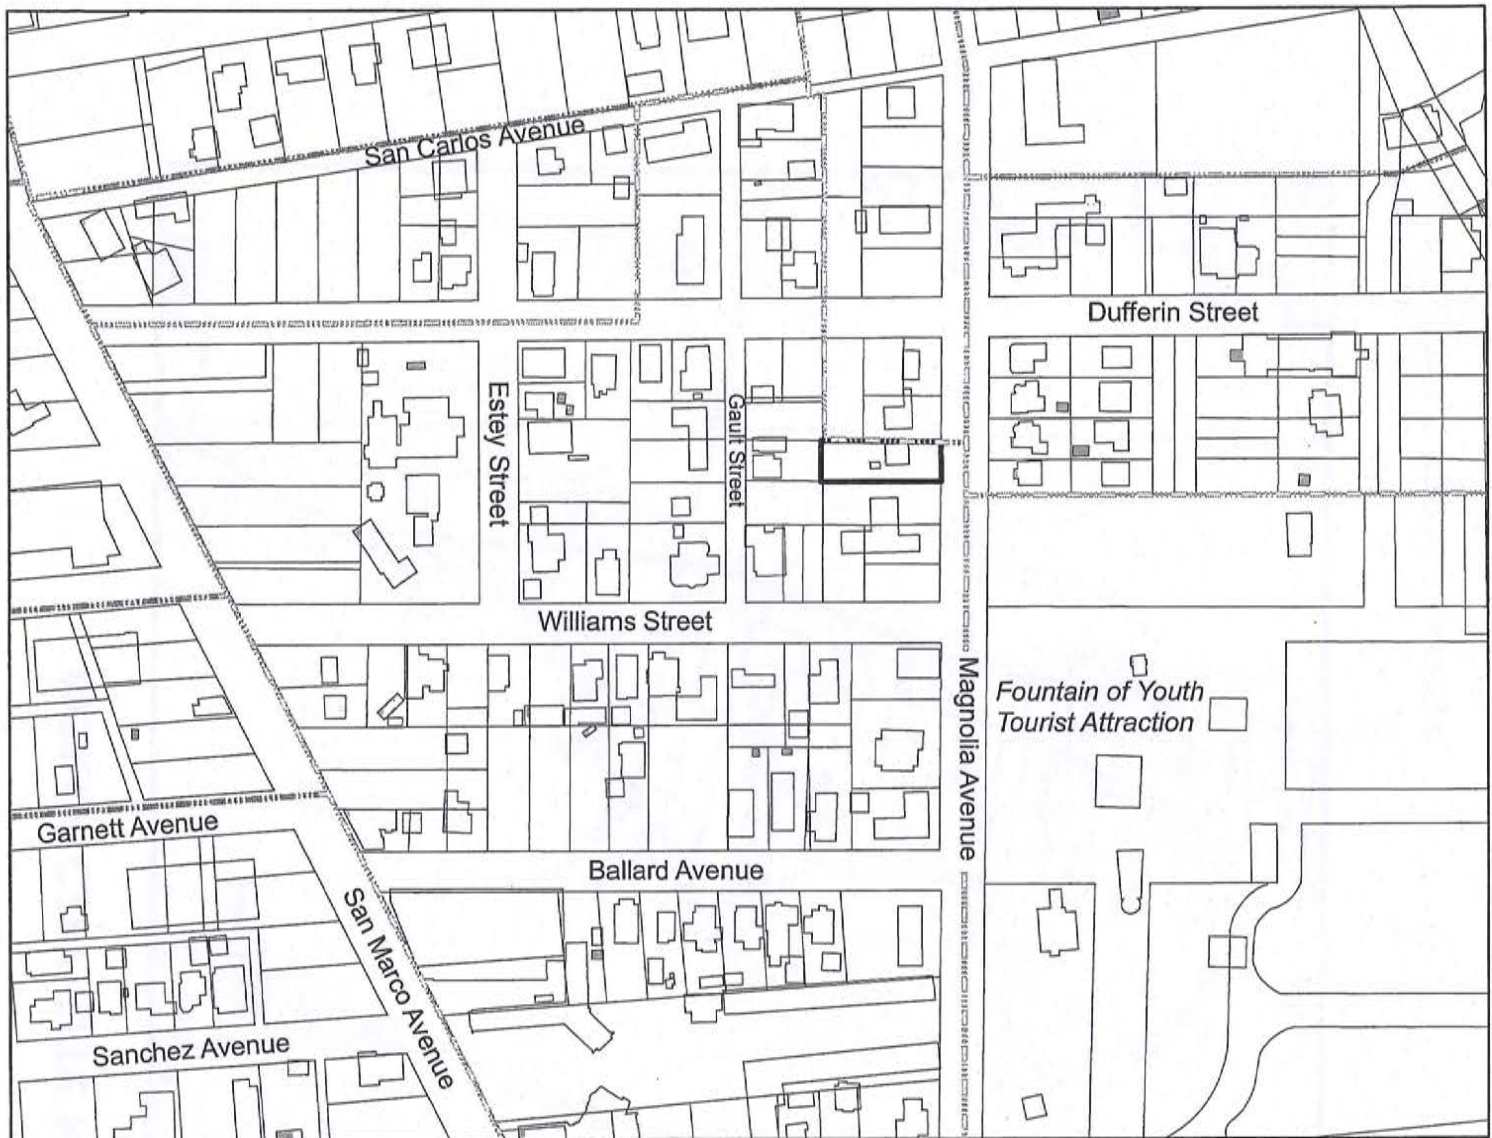 San Carlos Avenue
Dufferin Street
Estey Street
Gault Street
Williams Street
Magnolia Avenue
Fountain of Youth
Tourist Attraction
Garnett Avenue
Ballard Avenue
San Marco Avenue
Sanchez Avenue